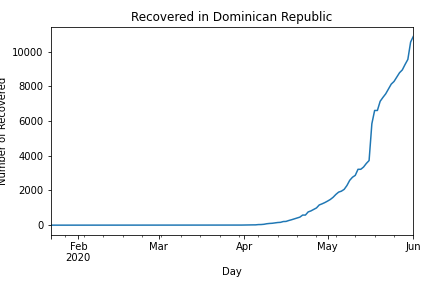 Recovered in Dominican Republic
Number of Recovered
10000
8000
6000
4000
2000
0
Feb
2020
Mar
Apr
May
Jun
Day